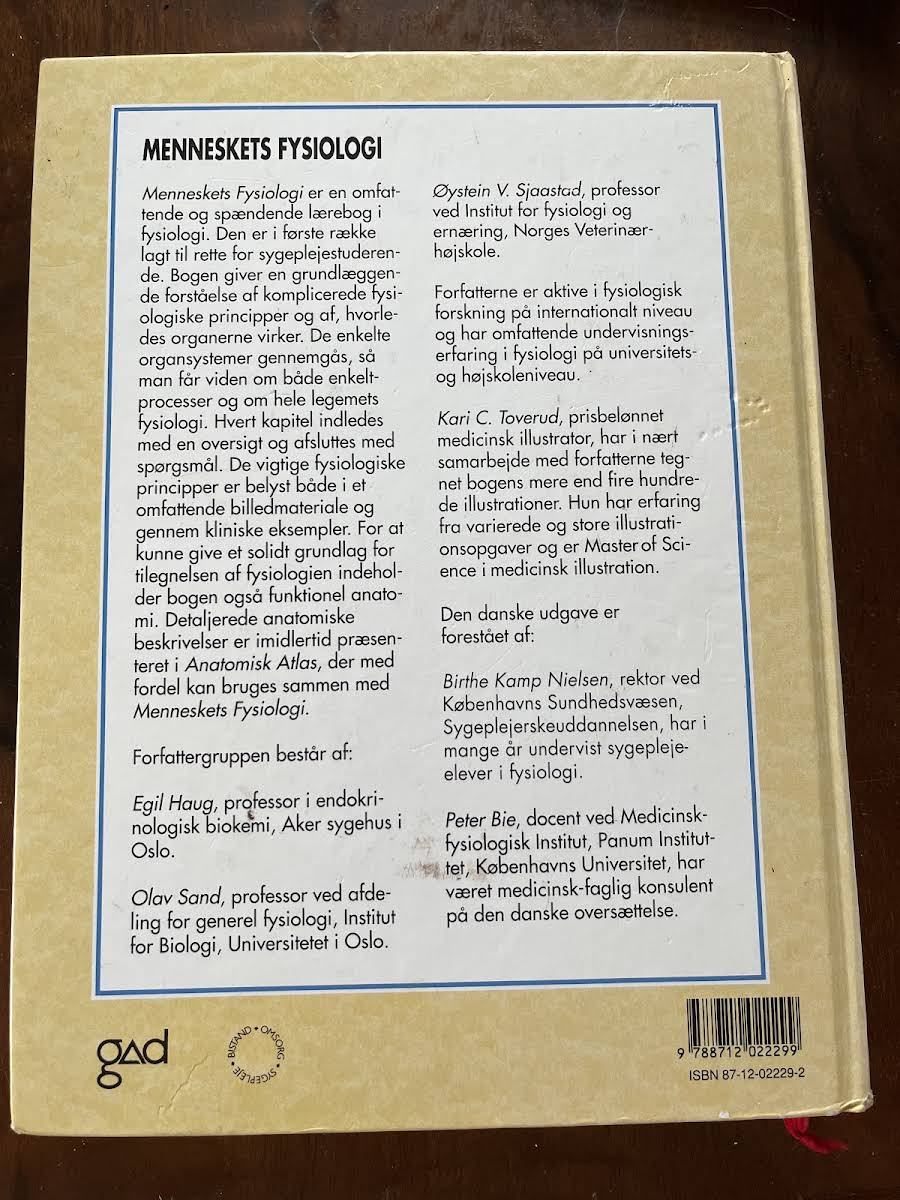 MENNESKETS FYSIOLOGI
Menneskets Fysiologi er en omfat-
tende og spændende lærebog i
fysiologi. Den er i første række
lagt til rette for sygeplejestuderen-
de. Bogen giver en grundlæggen-
de forståelse af komplicerede fysi-
ologiske principper og af, hvorle-
des organerne virker. De enkelte
organsystemer gennemgås, så
man får viden om både enkelt-
processer og om hele legemets
fysiologi. Hvert kapitel indledes
med en oversigt og afsluttes med
spørgsmål. De vigtige fysiologiske
principper er belyst både i et
omfattende billedmateriale og
gennem kliniske eksempler. For at
kunne give et solidt grundlag for
tilegnelsen af fysiologien indehol-
der bogen også funktionel anato-
mi. Detaljerede anatomiske
beskrivelser er imidlertid præsen-
teret i Anatomisk Atlas, der med
fordel kan bruges sammen med
Menneskets Fysiologi.
Forfattergruppen består af:
Egil Haug, professor i endokri-
nologisk biokemi, Aker sygehus i
Oslo.
Olav Sand, professor ved afde-
ling for generel fysiologi, Institut
for Biologi, Universitetet i Oslo.
Øystein V. Sjaastad, professor
ved Institut for fysiologi og
ernæring, Norges Veterinær-
højskole.
Forfatterne er aktive i fysiologisk
forskning på internationalt niveau
og har omfattende undervisnings-
erfaring i fysiologi på universitets-
og højskoleniveau.
Kari C. Toverud, prisbelønnet
medicinsk illustrator, har i nært
samarbejde med forfatterne teg-
net bogens mere end fire hundre-
de illustrationer. Hun har erfaring
fra varierede og store illustrati-
onsopgaver og er Master of Sci-
ence i medicinsk illustration.
Den danske udgave er
forestået af:
Birthe Kamp Nielsen, rektor ved
Københavns Sundhedsvæsen,
Sygeplejerskeuddannelsen, har i
mange år undervist sygepleje-
elever i fysiologi.
Peter Bie, docent ved Medicinsk-
fysiologisk Institut, Panum Institut-
tet, Københavns Universitet, har
været medicinsk-faglig konsulent
på den danske oversættelse.
gad
BISTAND • OMSORG • SYGEPLEJE •
9 788712 022299
ISBN 87-12-02229-2